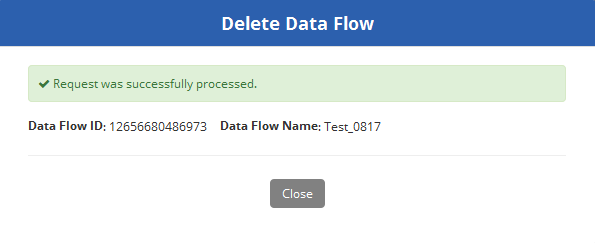 Delete Data Flow
✔ Request was successfully processed.
Data Flow ID: 12656680486973 Data Flow Name: Test_0817
Close